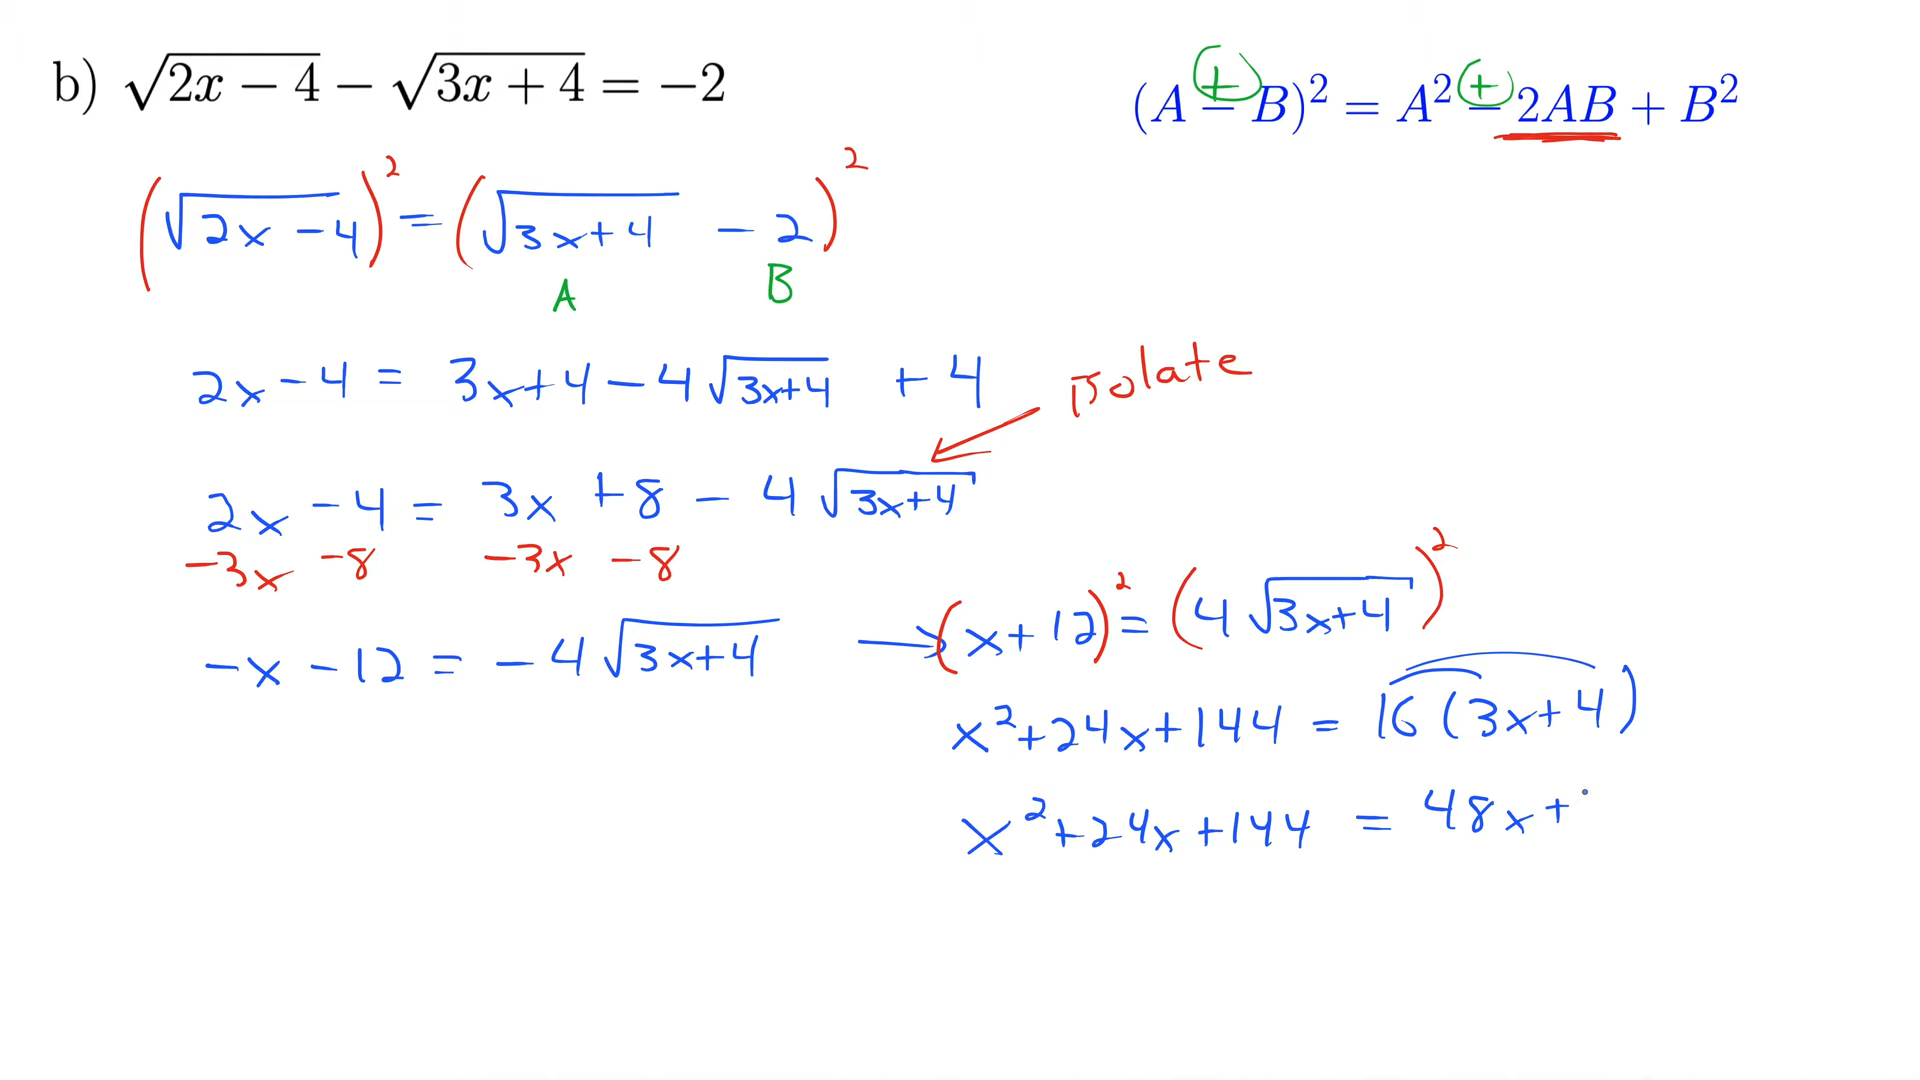 b) √(2x − 4) − √(3x + 4) = −2
(A − B)² = A² − 2AB + B²
+ +
(√(2x − 4))² = (√(3x+4) − 2)²
A B
2x − 4 = 3x+4 − 4√(3x+4) + 4
isolate
2x − 4 = 3x + 8 − 4√(3x+4)
−3x −8 −3x −8
−x − 12 = −4√(3x+4) → (x + 12)² = (4√(3x+4))²
x² + 24x + 144 = 16(3x+4)
x² + 24x + 144 = 48x +